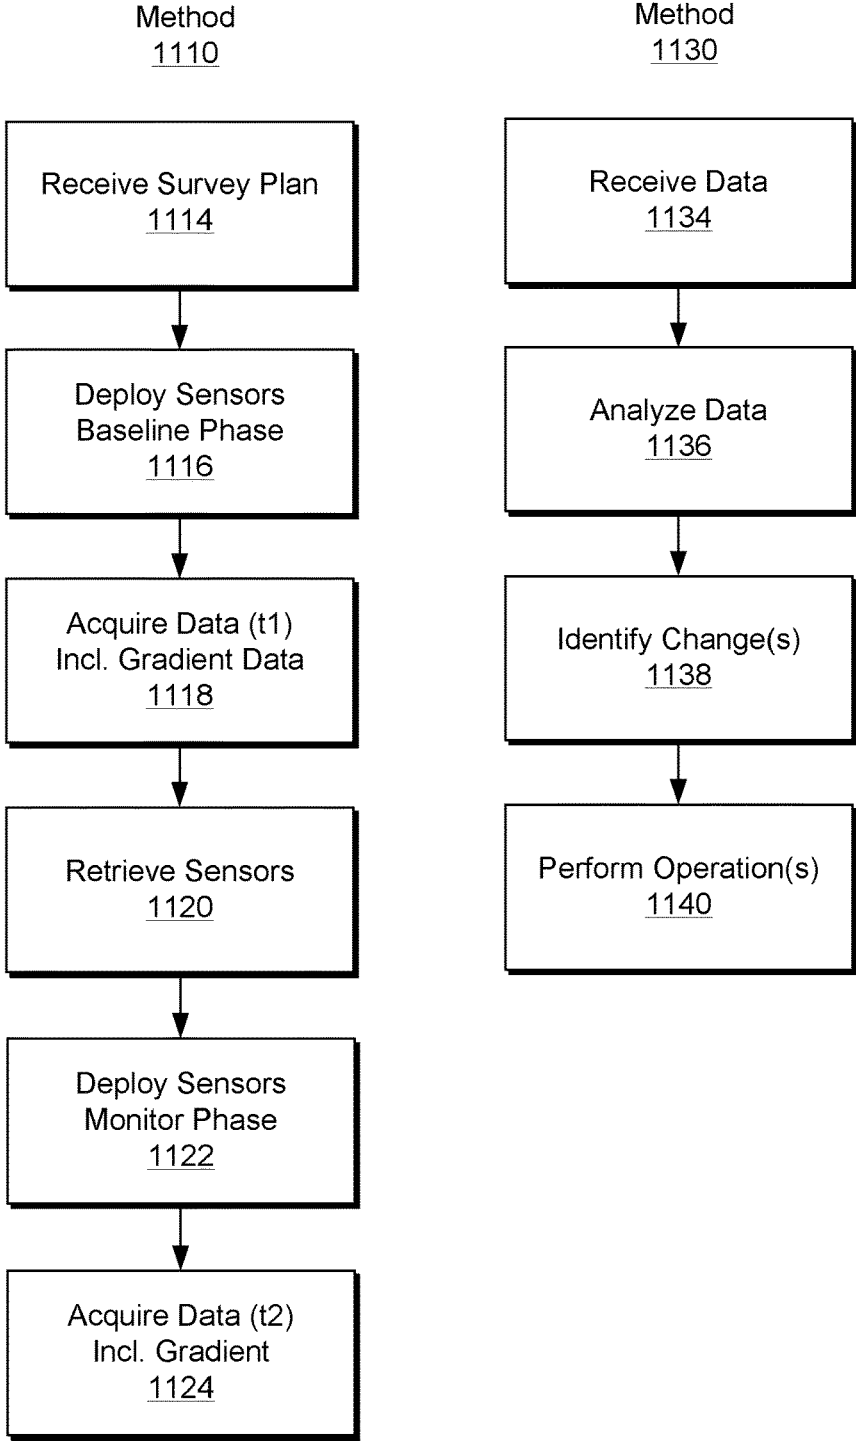 Method
1110
Receive Survey Plan
1114
Deploy Sensors
Baseline Phase
1116
Acquire Data (t1)
Incl. Gradient Data
1118
Retrieve Sensors
1120
Deploy Sensors
Monitor Phase
1122
Acquire Data (t2)
Incl. Gradient
1124
Method
1130
Receive Data
1134
Analyze Data
1136
Identify Change(s)
1138
Perform Operation(s)
1140